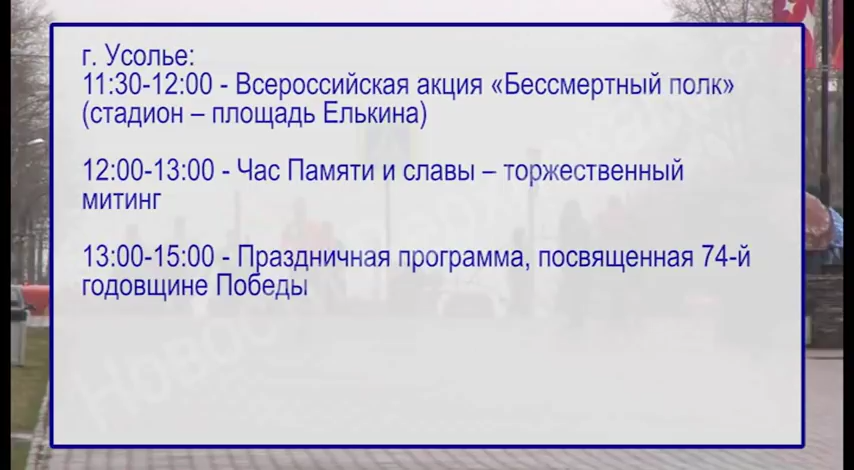 г. Усолье:
11:30-12:00 - Всероссийская акция «Бессмертный полк»
(стадион – площадь Елькина)
12:00-13:00 - Час Памяти и славы – торжественный
митинг
13:00-15:00 - Праздничная программа, посвященная 74-й
годовщине Победы